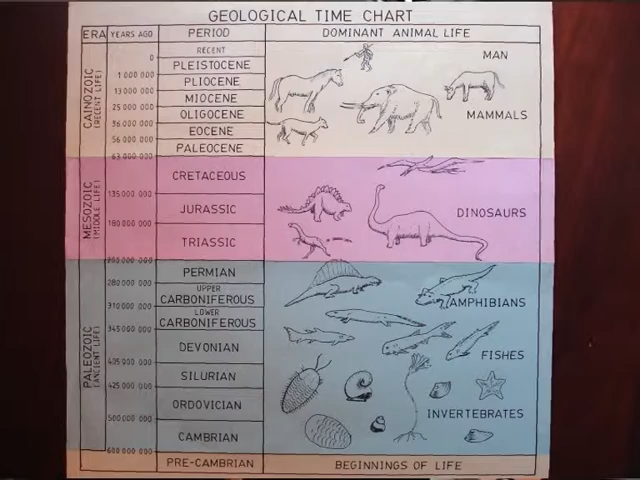 GEOLOGICAL TIME CHART
ERA YEARS AGO PERIOD DOMINANT ANIMAL LIFE
CAINOZOIC
(RECENT LIFE)
RECENT
0
PLEISTOCENE
1 000 000
PLIOCENE
13 000 000
MIOCENE
25 000 000
OLIGOCENE
36 000 000
EOCENE
56 000 000
PALEOCENE
63 000 000
MAN
MAMMALS
MESOZOIC
(MIDDLE LIFE)
CRETACEOUS
135 000 000
JURASSIC
180 000 000
TRIASSIC
DINOSAURS
PALEOZOIC
(ANCIENT LIFE)
PERMIAN
280 000 000
UPPER
CARBONIFEROUS
310 000 000
LOWER
CARBONIFEROUS
345 000 000
DEVONIAN
405 000 000
SILURIAN
425 000 000
ORDOVICIAN
500 000 000
CAMBRIAN
600 000 000
AMPHIBIANS
FISHES
INVERTEBRATES
PRE-CAMBRIAN BEGINNINGS OF LIFE